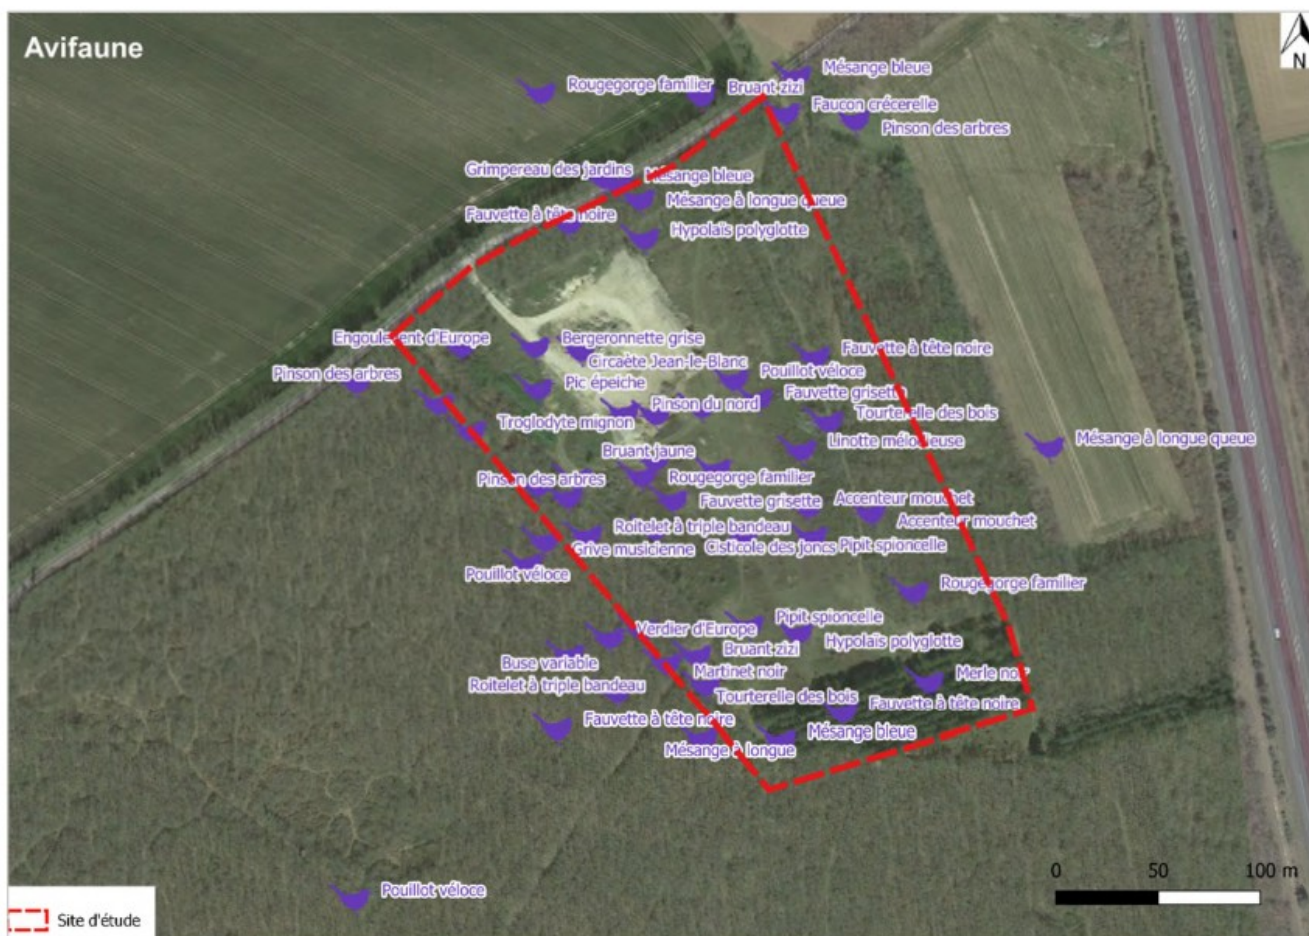 Avifaune
N
Mésange bleue
Rougegorge familier
Bruant zizi
Faucon crécerelle
Pinson des arbres
Grimpereau des jardins
Mésange bleue
Mésange à longue queue
Fauvette à tête noire
Hypolaïs polyglotte
Engoulevent d'Europe
Bergeronnette grise
Fauvette à tête noire
Circaète Jean-le-Blanc
Pouillot véloce
Pinson des arbres
Pic épeiche
Fauvette grisette
Pinson du nord
Tourterelle des bois
Troglodyte mignon
Linotte mélodieuse
Mésange à longue queue
Bruant jaune
Pinson des arbres
Rougegorge familier
Fauvette grisette
Accenteur mouchet
Accenteur mouchet
Roitelet à triple bandeau
Grive musicienne
Cisticole des joncs
Pipit spioncelle
Pouillot véloce
Rougegorge familier
Pipit spioncelle
Verdier d'Europe
Hypolaïs polyglotte
Bruant zizi
Buse variable
Martinet noir
Merle noir
Roitelet à triple bandeau
Tourterelle des bois
Fauvette à tête noire
Fauvette à tête noire
Mésange bleue
Mésange à longue
0 50 100 m
Pouillot véloce
Site d'étude